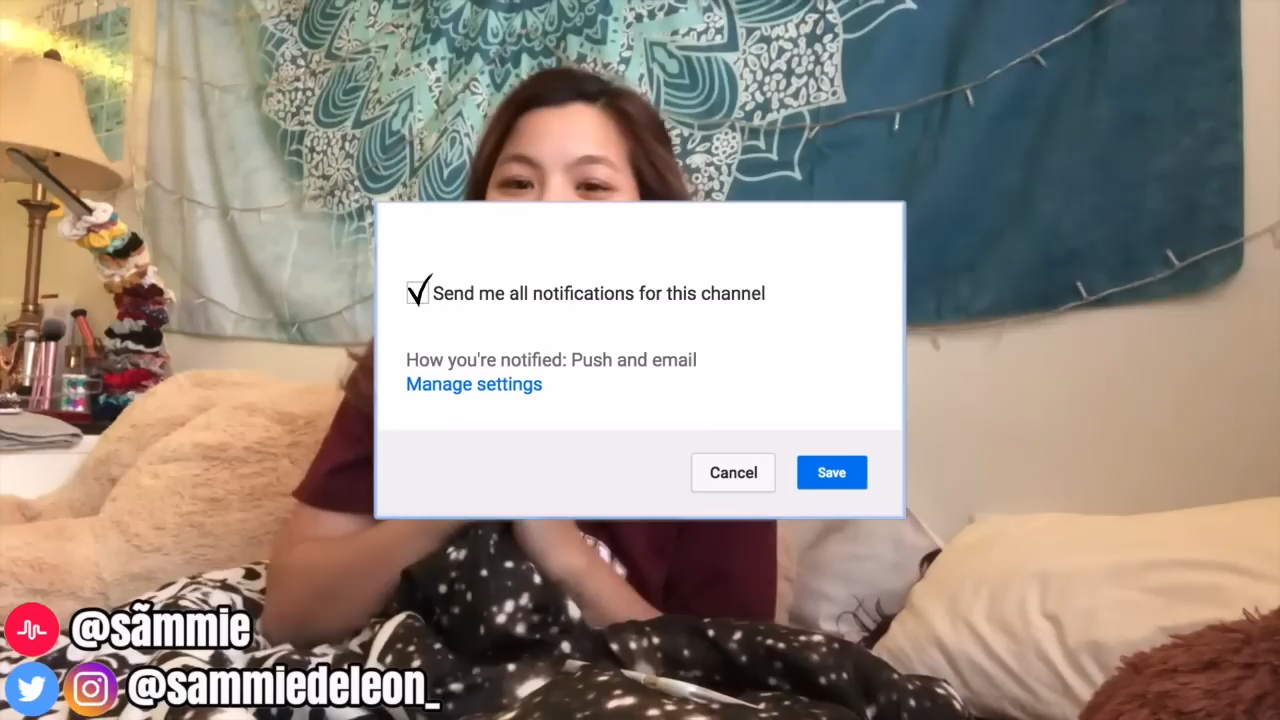 Send me all notifications for this channel
How you're notified: Push and email
Manage settings
Cancel
Save
@sãmmie
@sammiedeleon_